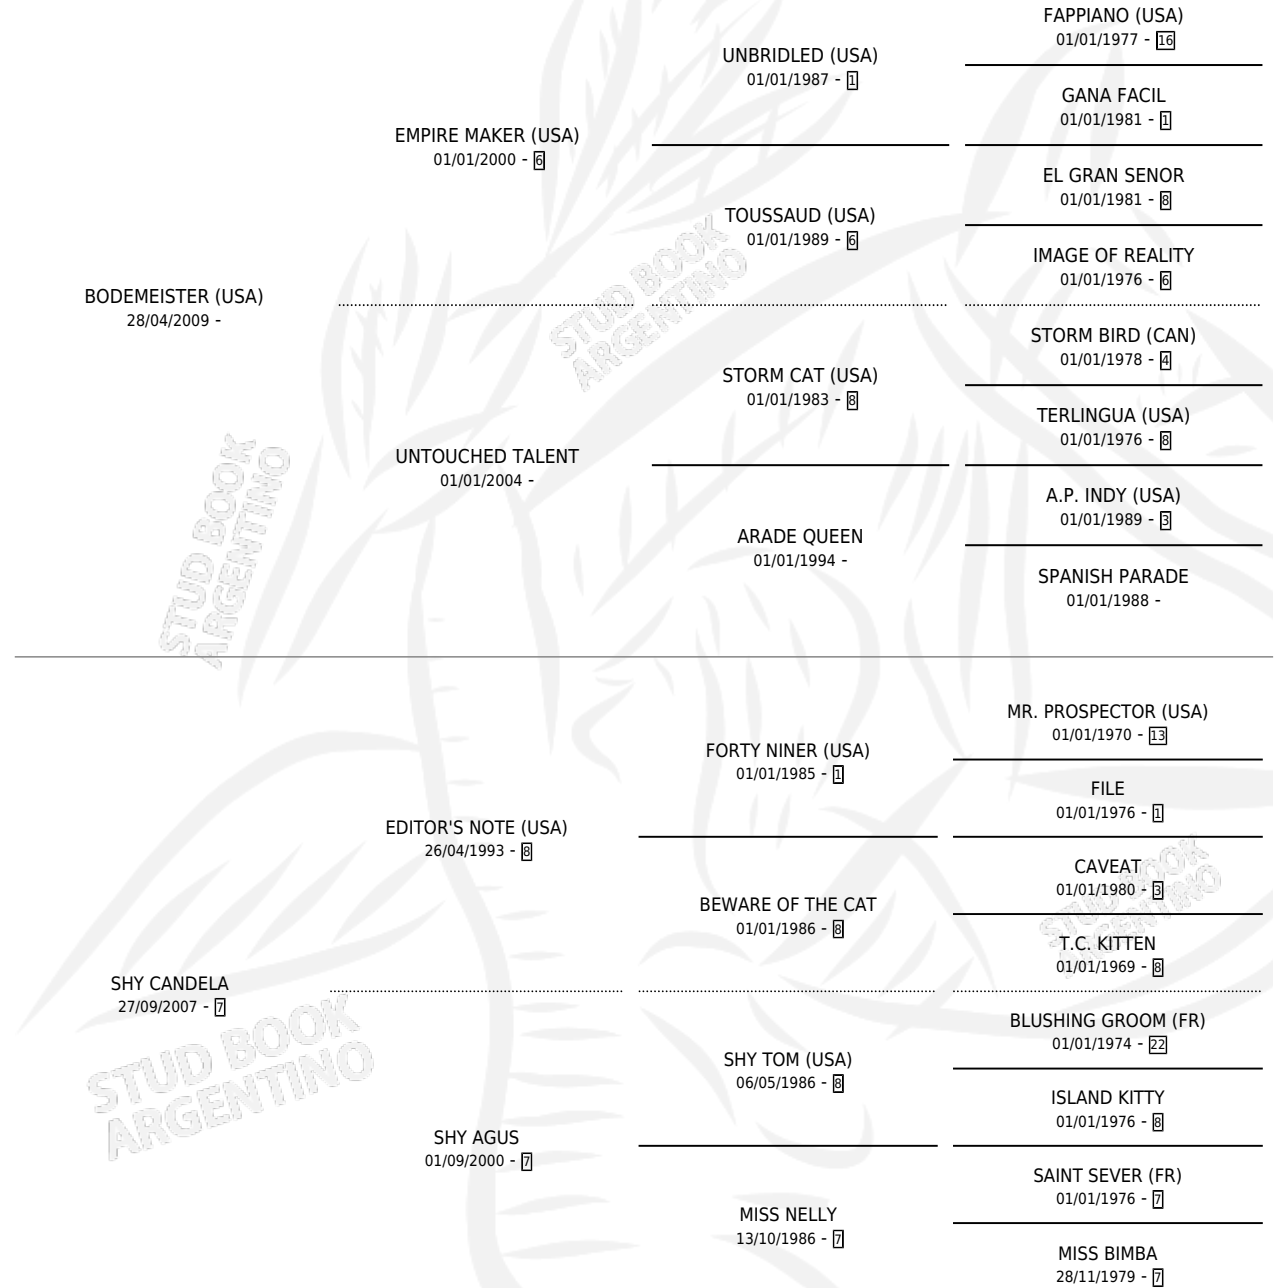 FAPPIANO (USA)
01/01/1977 - 16
UNBRIDLED (USA)
01/01/1987 - 1
GANA FACIL
01/01/1981 - 1
EMPIRE MAKER (USA)
01/01/2000 - 6
EL GRAN SENOR
01/01/1981 - 8
TOUSSAUD (USA)
01/01/1989 - 6
IMAGE OF REALITY
01/01/1976 - 6
BODEMEISTER (USA)
28/04/2009 -
STORM BIRD (CAN)
01/01/1978 - 4
STORM CAT (USA)
01/01/1983 - 8
TERLINGUA (USA)
01/01/1976 - 8
UNTOUCHED TALENT
01/01/2004 -
A.P. INDY (USA)
01/01/1989 - 3
ARADE QUEEN
01/01/1994 -
SPANISH PARADE
01/01/1988 -
STUD BOOK
ARGENTINO
STUD BOOK
ARGENTINO
MR. PROSPECTOR (USA)
01/01/1970 - 13
FORTY NINER (USA)
01/01/1985 - 1
FILE
01/01/1976 - 1
EDITOR'S NOTE (USA)
26/04/1993 - 8
CAVEAT
01/01/1980 - 3
BEWARE OF THE CAT
01/01/1986 - 8
T.C. KITTEN
01/01/1969 - 8
SHY CANDELA
27/09/2007 - 7
BLUSHING GROOM (FR)
01/01/1974 - 22
SHY TOM (USA)
06/05/1986 - 8
ISLAND KITTY
01/01/1976 - 8
SHY AGUS
01/09/2000 - 7
SAINT SEVER (FR)
01/01/1976 - 7
MISS NELLY
13/10/1986 - 7
MISS BIMBA
28/11/1979 - 7
STUD BOOK
ARGENTINO
STUD BOOK
ARGENTINO